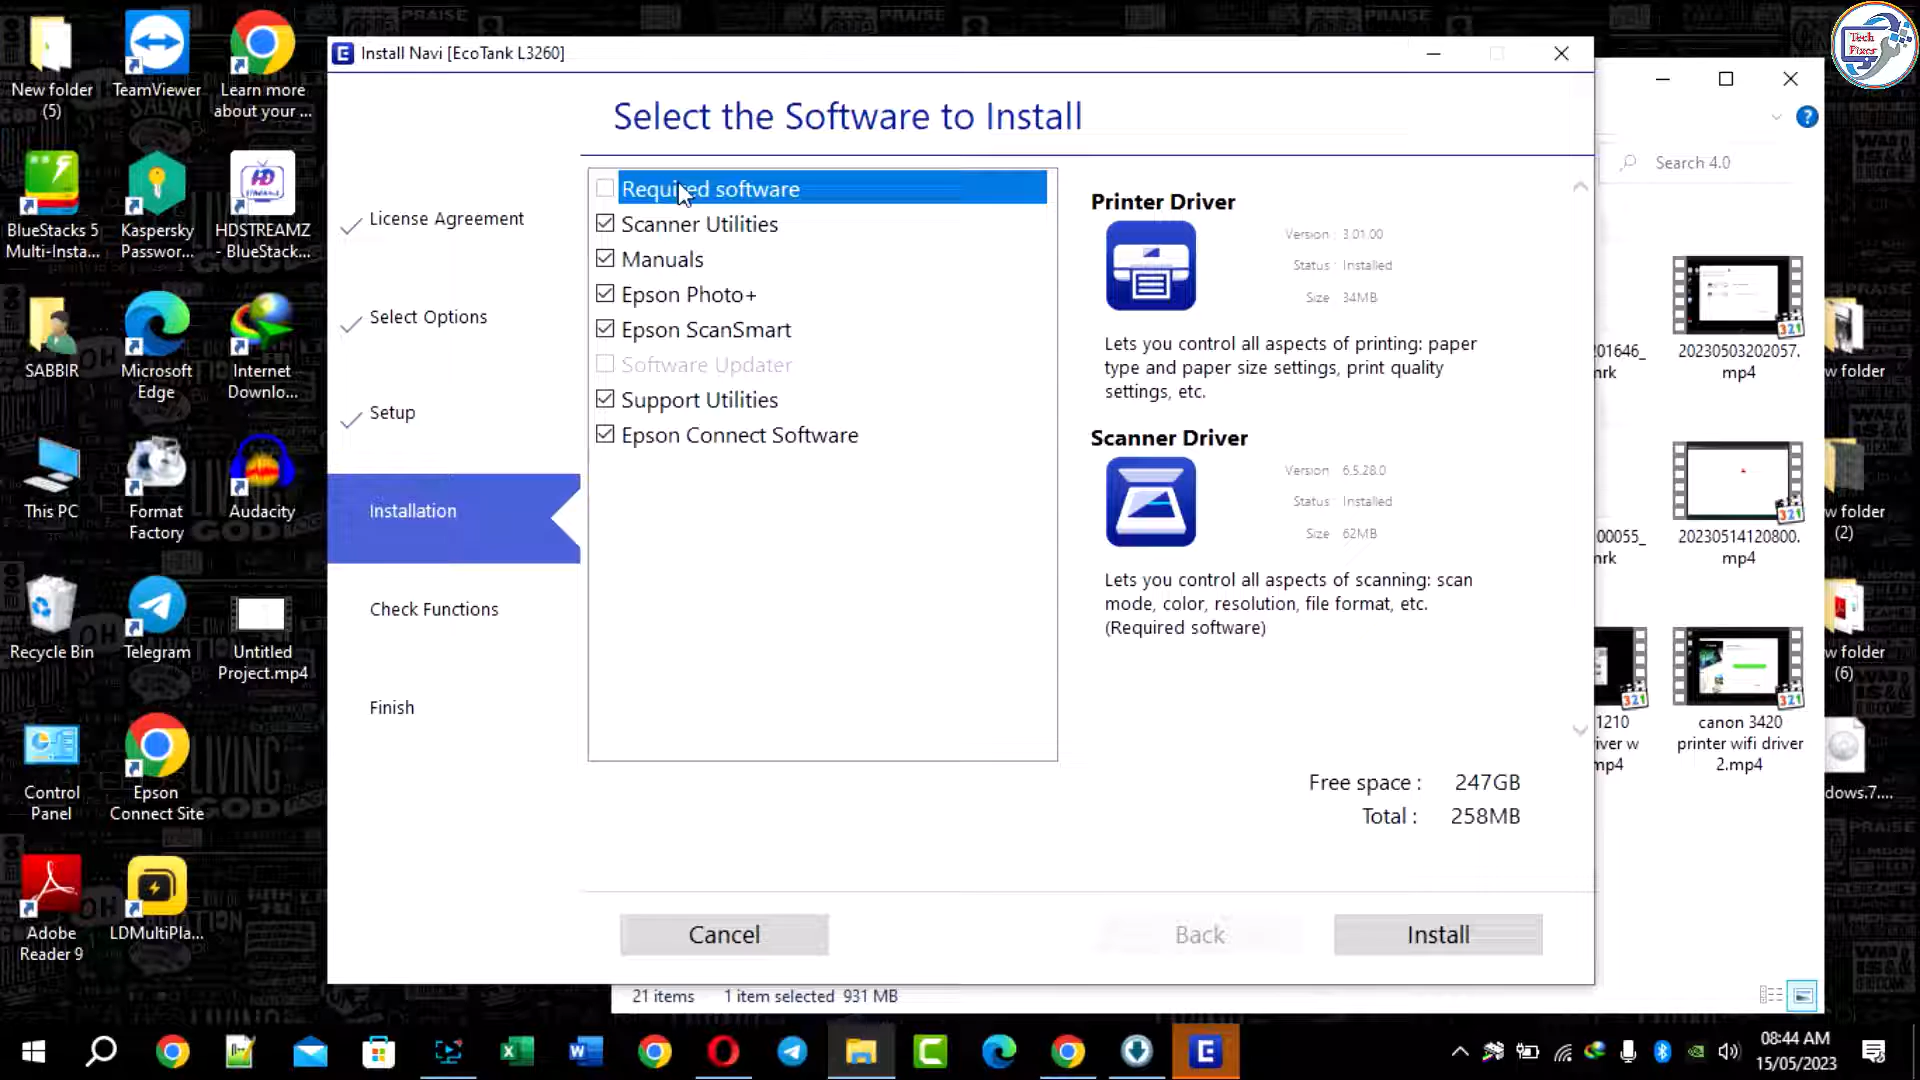 New folder
(5)
TeamViewer
Learn more
about your ...
BlueStacks 5
Multi-Insta...
Kaspersky
Passwor...
HDSTREAMZ
- BlueStack...
SABBIR
Microsoft
Edge
Internet
Downlo...
This PC
Format
Factory
Audacity
Recycle Bin
Telegram
Untitled
Project.mp4
Control
Panel
Epson
Connect Site
Adobe
Reader 9
LDMultiPla...
Install Navi [EcoTank L3260]
Select the Software to Install
License Agreement
Select Options
Setup
Installation
Check Functions
Finish
Required software
Scanner Utilities
Manuals
Epson Photo+
Epson ScanSmart
Software Updater
Support Utilities
Epson Connect Software
Printer Driver
Version : 3.01.00
Status : Installed
Size 34MB
Lets you control all aspects of printing: paper
type and paper size settings, print quality
settings, etc.
Scanner Driver
Version 6.5.28.0
Status : Installed
Size 62MB
Lets you control all aspects of scanning: scan
mode, color, resolution, file format, etc.
(Required software)
Free space : 247GB
Total : 258MB
Cancel
Back
Install
21 items 1 item selected 931 MB
Search 4.0
Tech
Fixer
20230503202057.
mp4
20230514120800.
mp4
canon 3420
printer wifi driver
2.mp4
w folder
w folder
(2)
w folder
(6)
dows.7....
08:44 AM
15/05/2023